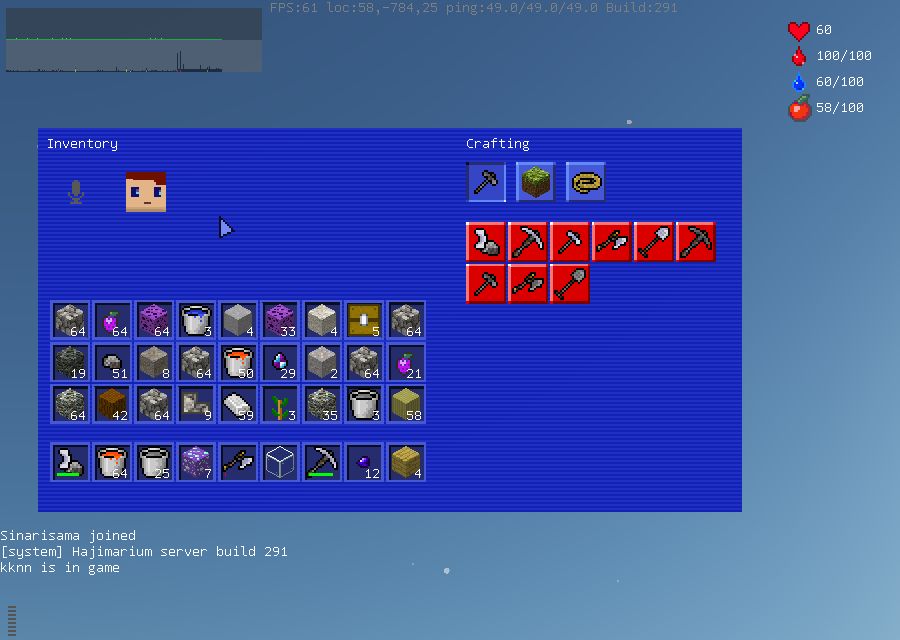 FPS:61 loc:58,-784,25 ping:49.0/49.0/49.0 Build:291
60
100/100
60/100
58/100
Inventory
Crafting
64 64 64 3 4 33 4 5 64
19 51 8 64 50 29 2 64 21
64 42 64 9 59 3 35 3 58
64 25 7 12 4
Sinarisama joined
[system] Hajimarium server build 291
kknn is in game